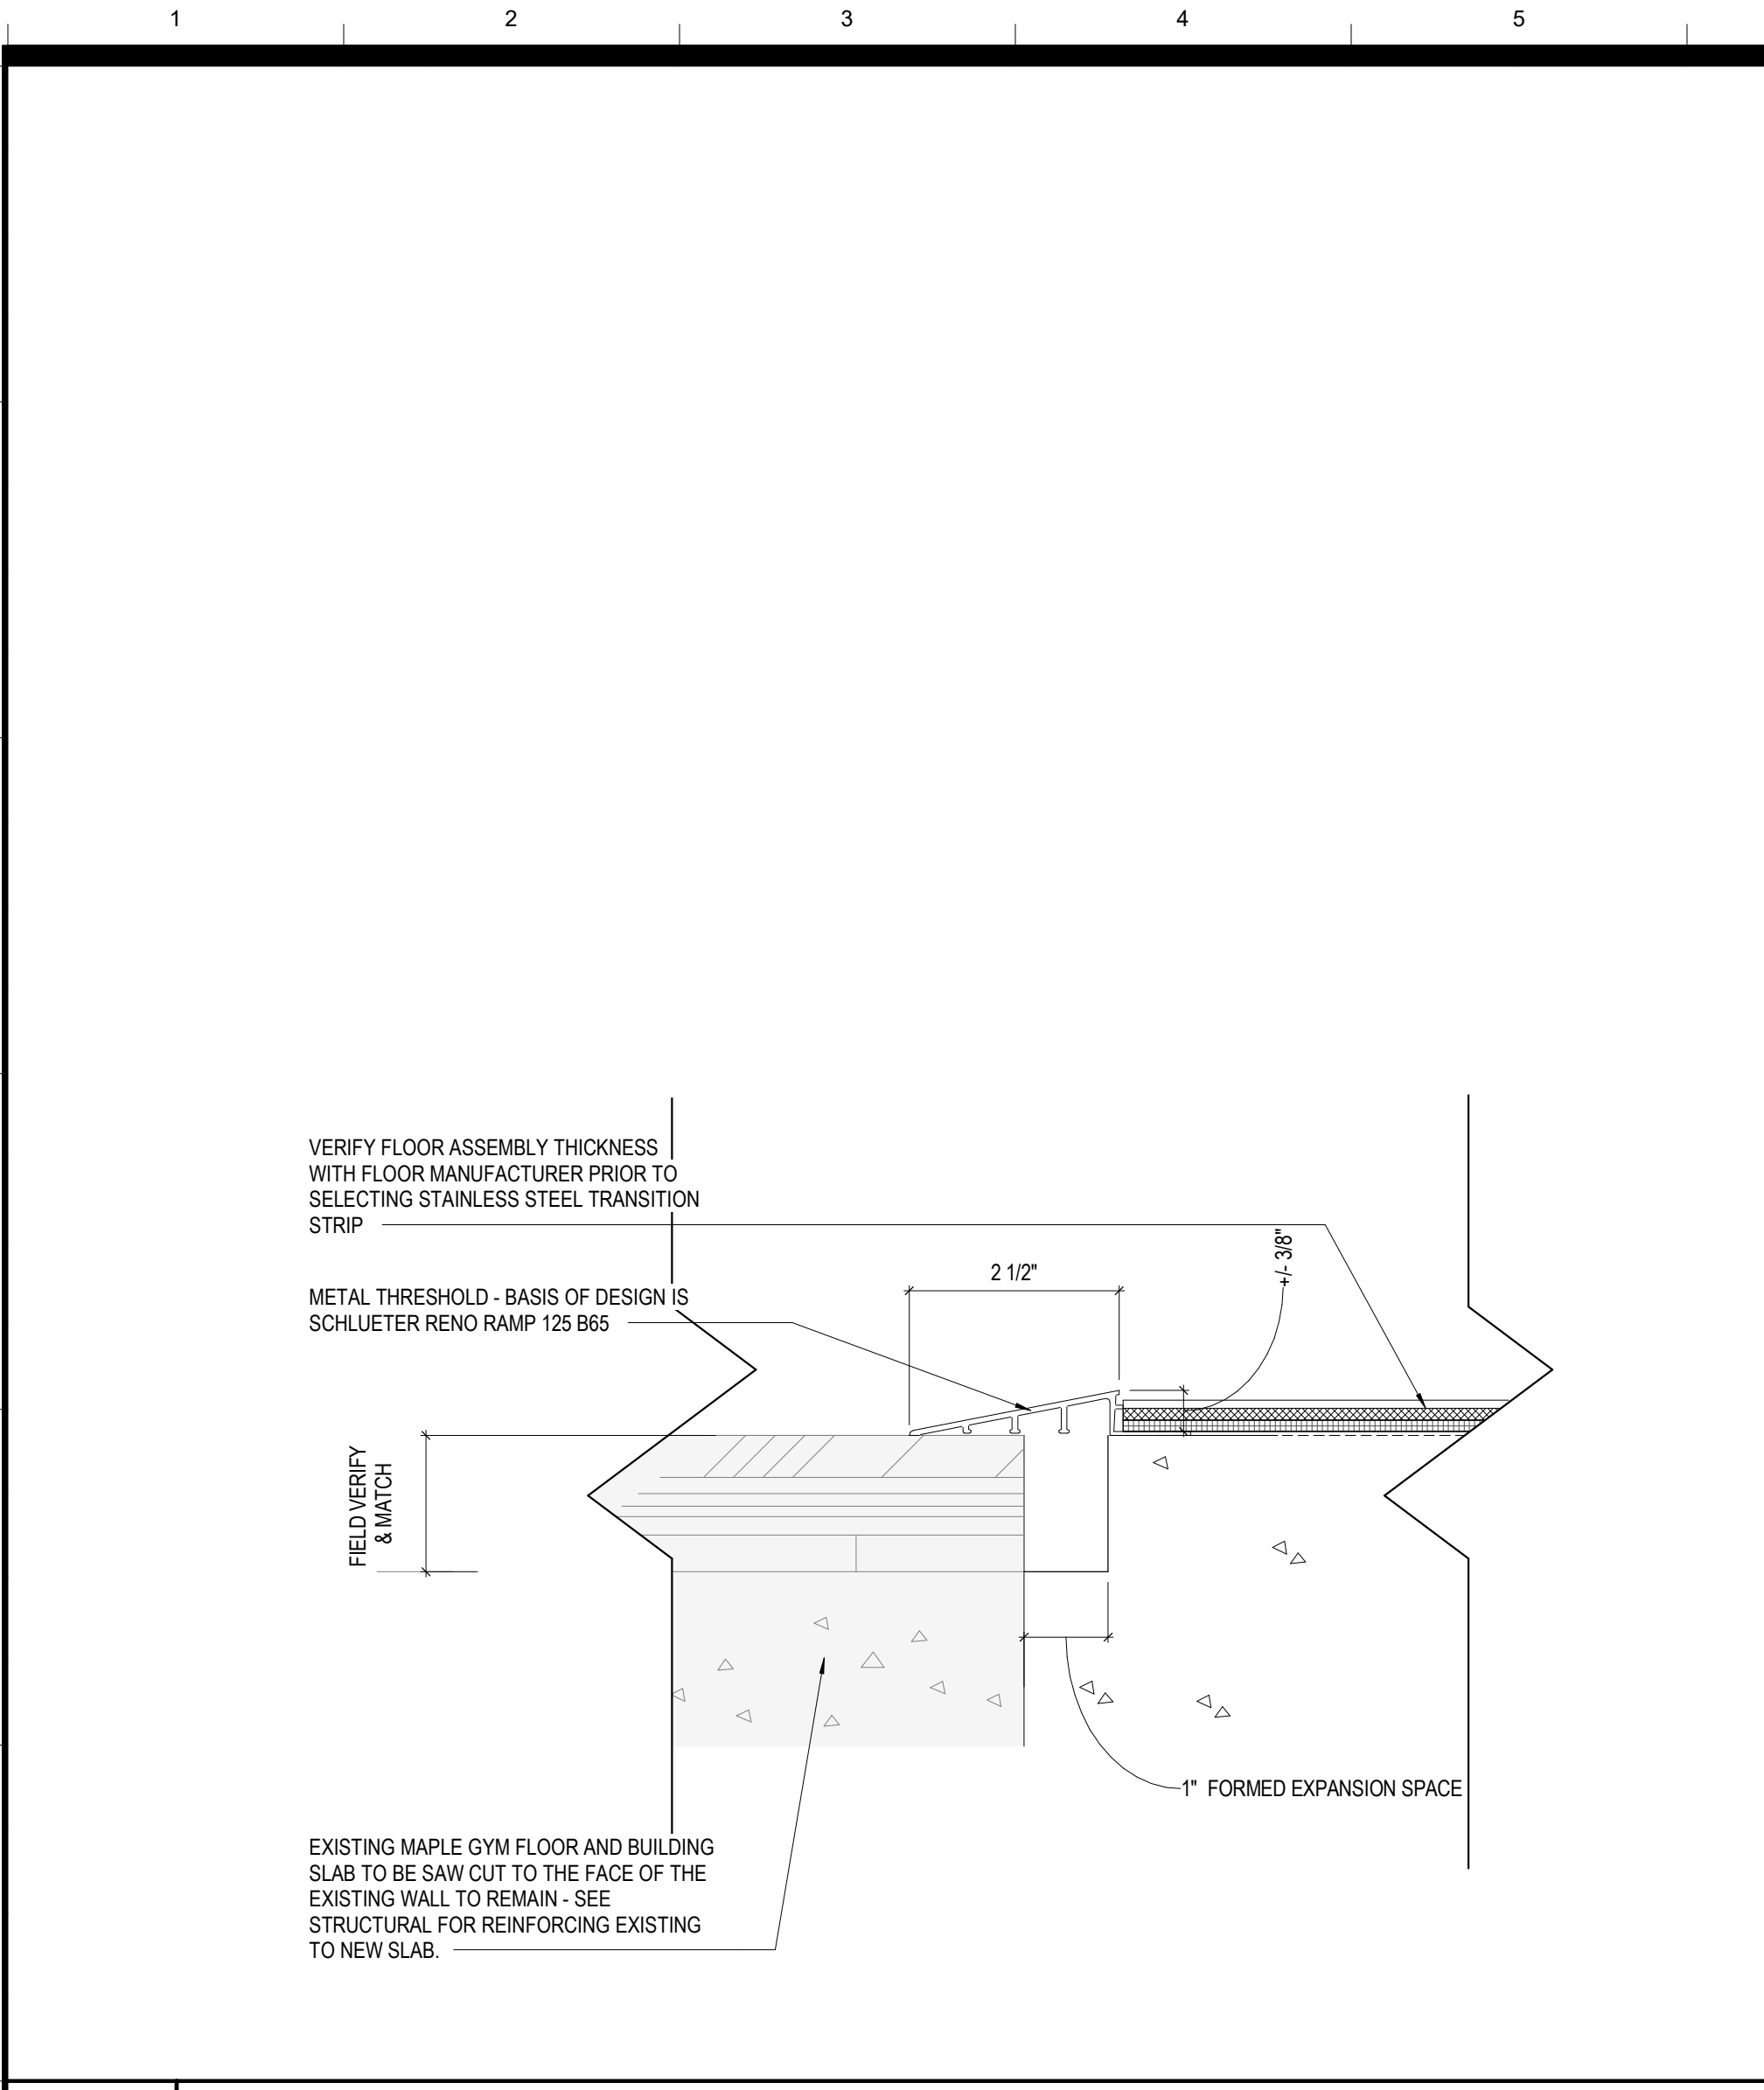 1 2 3 4 5
VERIFY FLOOR ASSEMBLY THICKNESS
WITH FLOOR MANUFACTURER PRIOR TO
SELECTING STAINLESS STEEL TRANSITION
STRIP
+/- 3/8"
2 1/2"
METAL THRESHOLD - BASIS OF DESIGN IS
SCHLUETER RENO RAMP 125 B65
FIELD VERIFY
& MATCH
1" FORMED EXPANSION SPACE
EXISTING MAPLE GYM FLOOR AND BUILDING
SLAB TO BE SAW CUT TO THE FACE OF THE
EXISTING WALL TO REMAIN - SEE
STRUCTURAL FOR REINFORCING EXISTING
TO NEW SLAB.